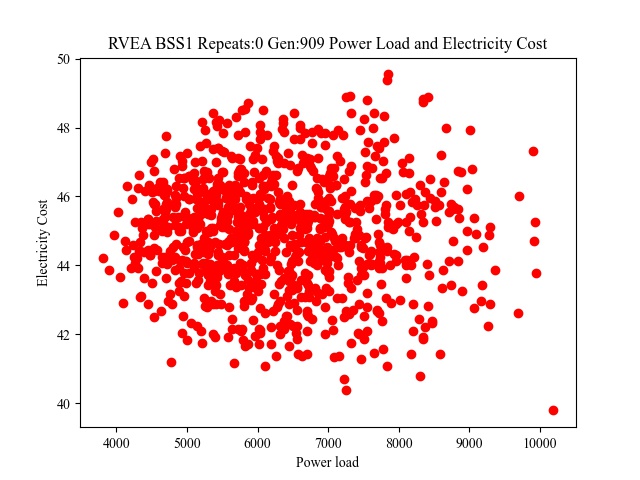 RVEA BSS1 Repeats:0 Gen:909 Power Load and Electricity Cost
50
48
46
44
42
40
Electricity Cost
4000 5000 6000 7000 8000 9000 10000
Power load